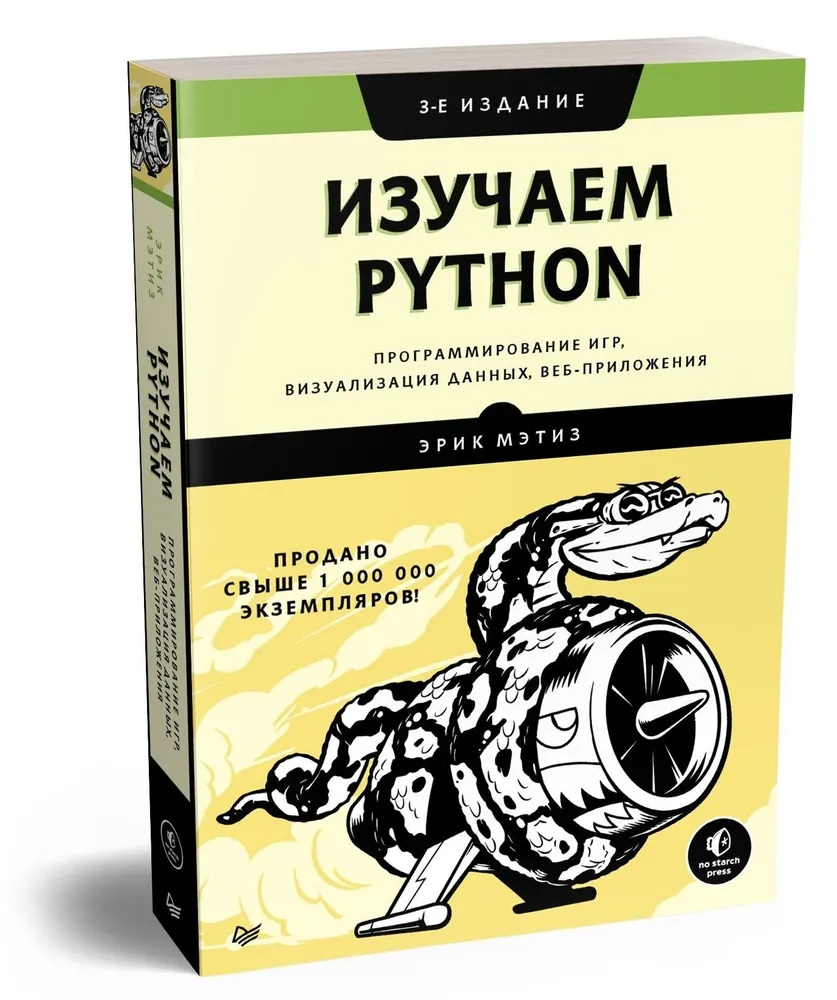 3-Е ИЗДАНИЕ
ИЗУЧАЕМ
PYTHON
ПРОГРАММИРОВАНИЕ ИГР,
ВИЗУАЛИЗАЦИЯ ДАННЫХ, ВЕБ-ПРИЛОЖЕНИЯ
ЭРИК МЭТИЗ
ПРОДАНО
СВЫШЕ 1 000 000
ЭКЗЕМПЛЯРОВ!
no starch
press
ЭРИК
МЭТИЗ
ИЗУЧАЕМ
PYTHON
ПРОГРАММИРОВАНИЕ ИГР,
ВИЗУАЛИЗАЦИЯ ДАННЫХ,
ВЕБ-ПРИЛОЖЕНИЯ